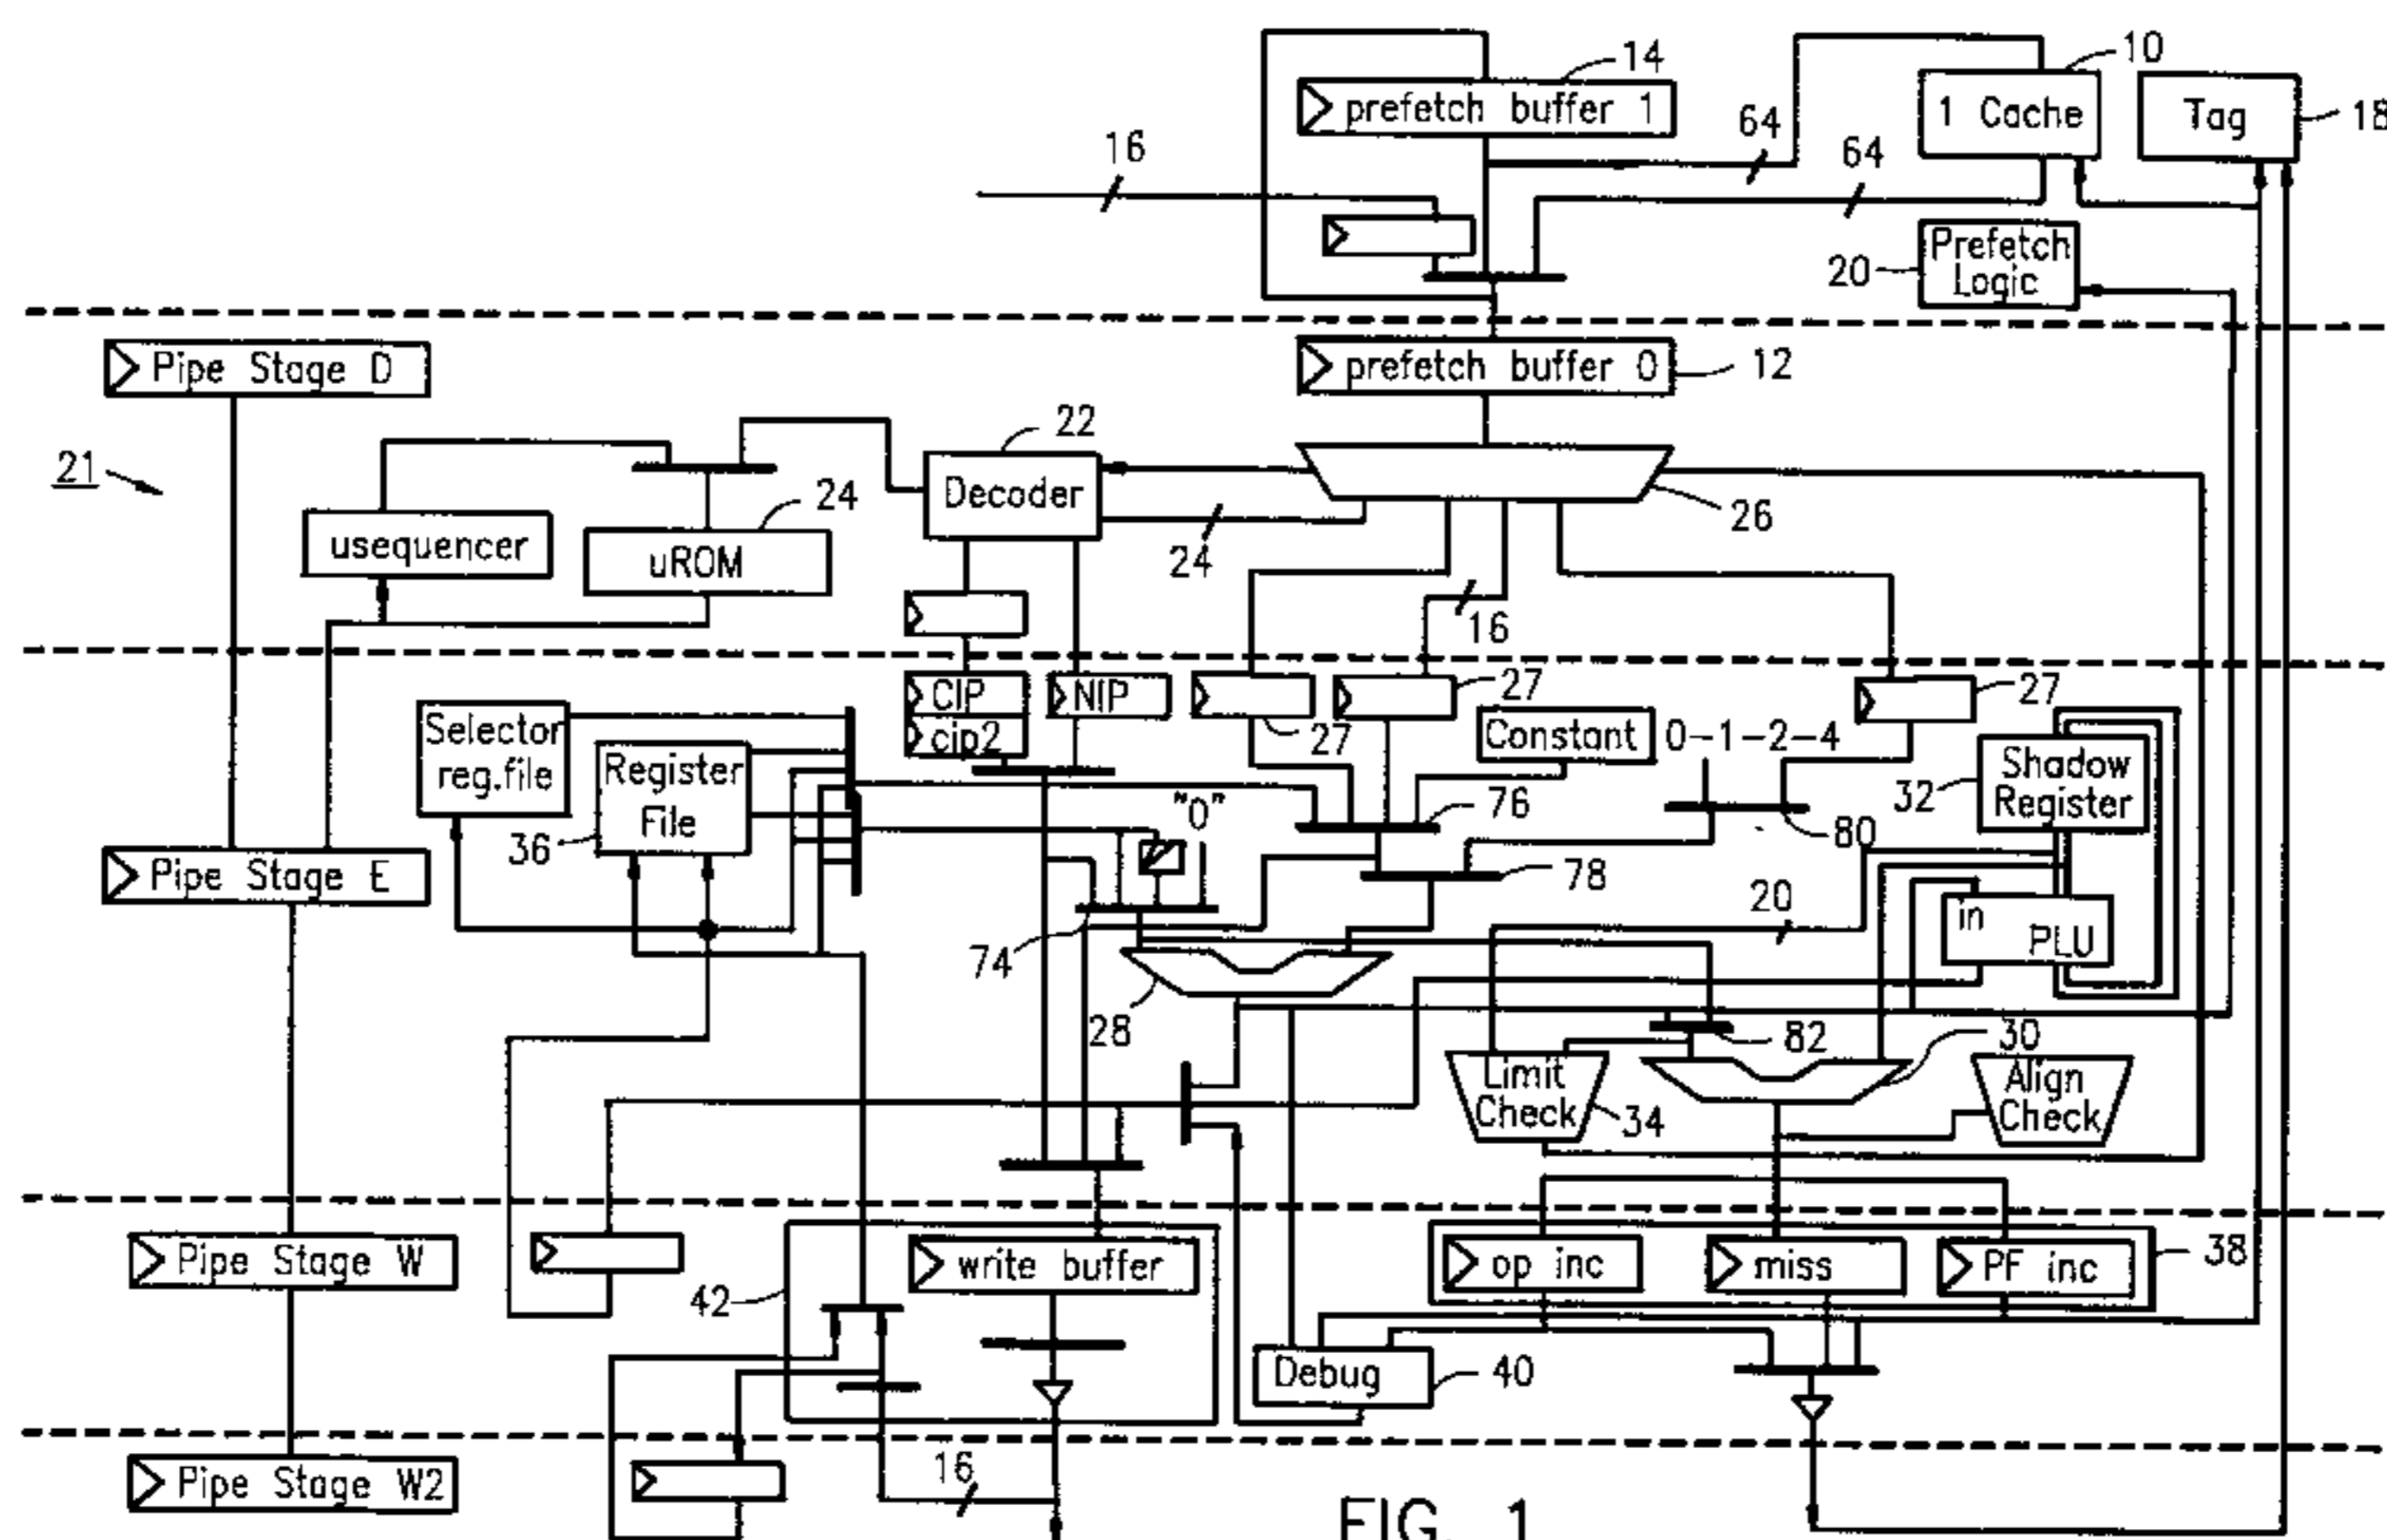 14
prefetch buffer 1
10
1 Cache
Tag
18
16
64
64
20
Prefetch
Logic
Pipe Stage D
prefetch buffer 0
12
21
22
Decoder
24
usequencer
uROM
26
24
16
CIP
NIP
cip2
27
27
27
Selector
reg.file
Register
File
36
Constant
0-1-2-4
Shadow
Register
32
"0"
76
80
78
Pipe Stage E
20
in
PLU
74
28
82
30
Limit
Check
34
Align
Check
Pipe Stage W
write buffer
42
op inc
miss
PF inc
38
Debug
40
Pipe Stage W2
16
FIG. 1